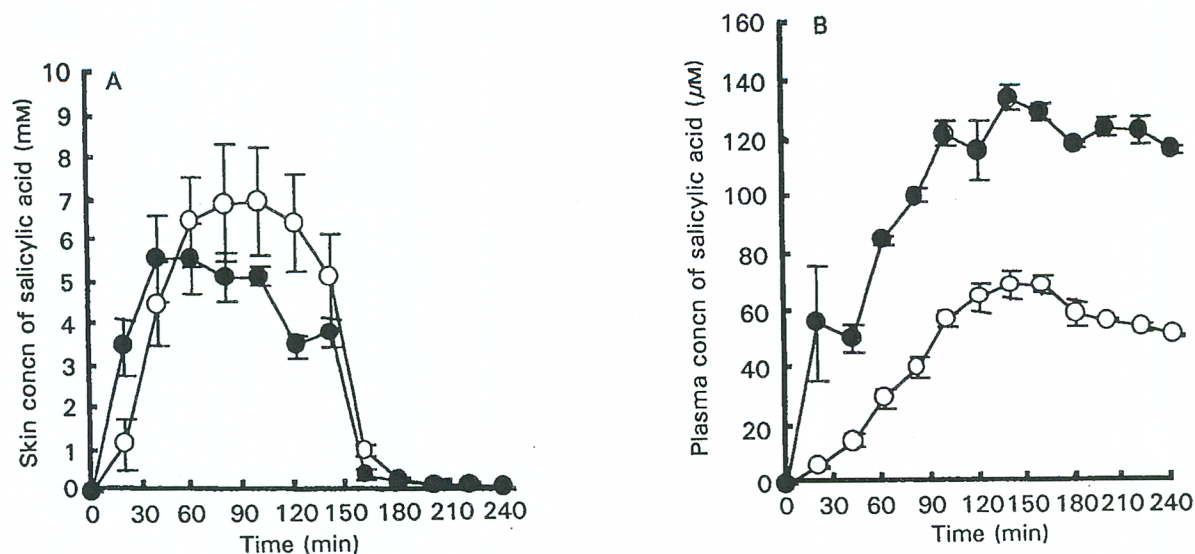 A
Skin concn of salicylic acid (mM)
10
9
8
7
6
5
4
3
2
1
0
0 30 60 90 120 150 180 210 240
Time (min)
B
Plasma concn of salicylic acid (μM)
160
140
120
100
80
60
40
20
0
0 30 60 90 120 150 180 210 240
Time (min)